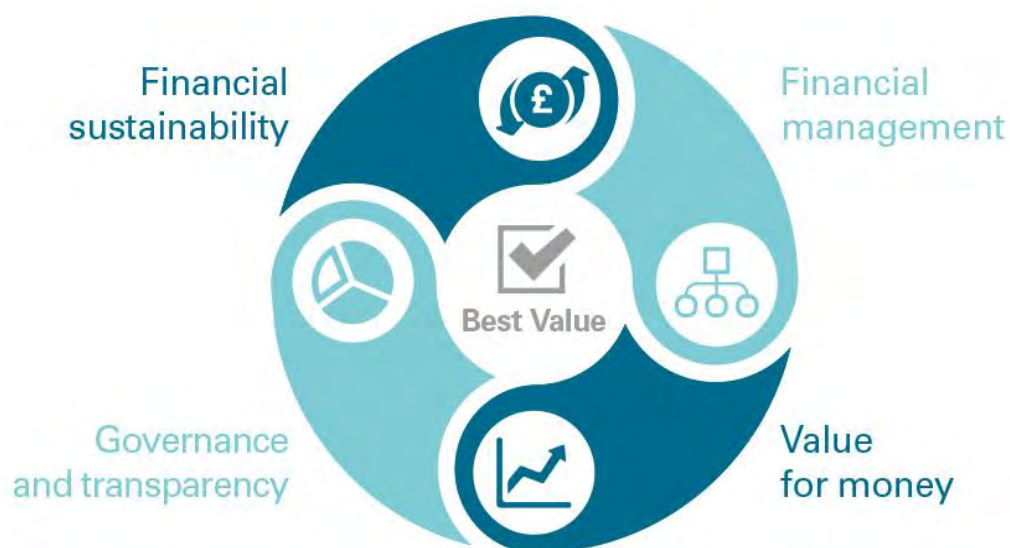 Financial
sustainability
Financial
management
£
Best Value
Governance
and transparency
Value
for money